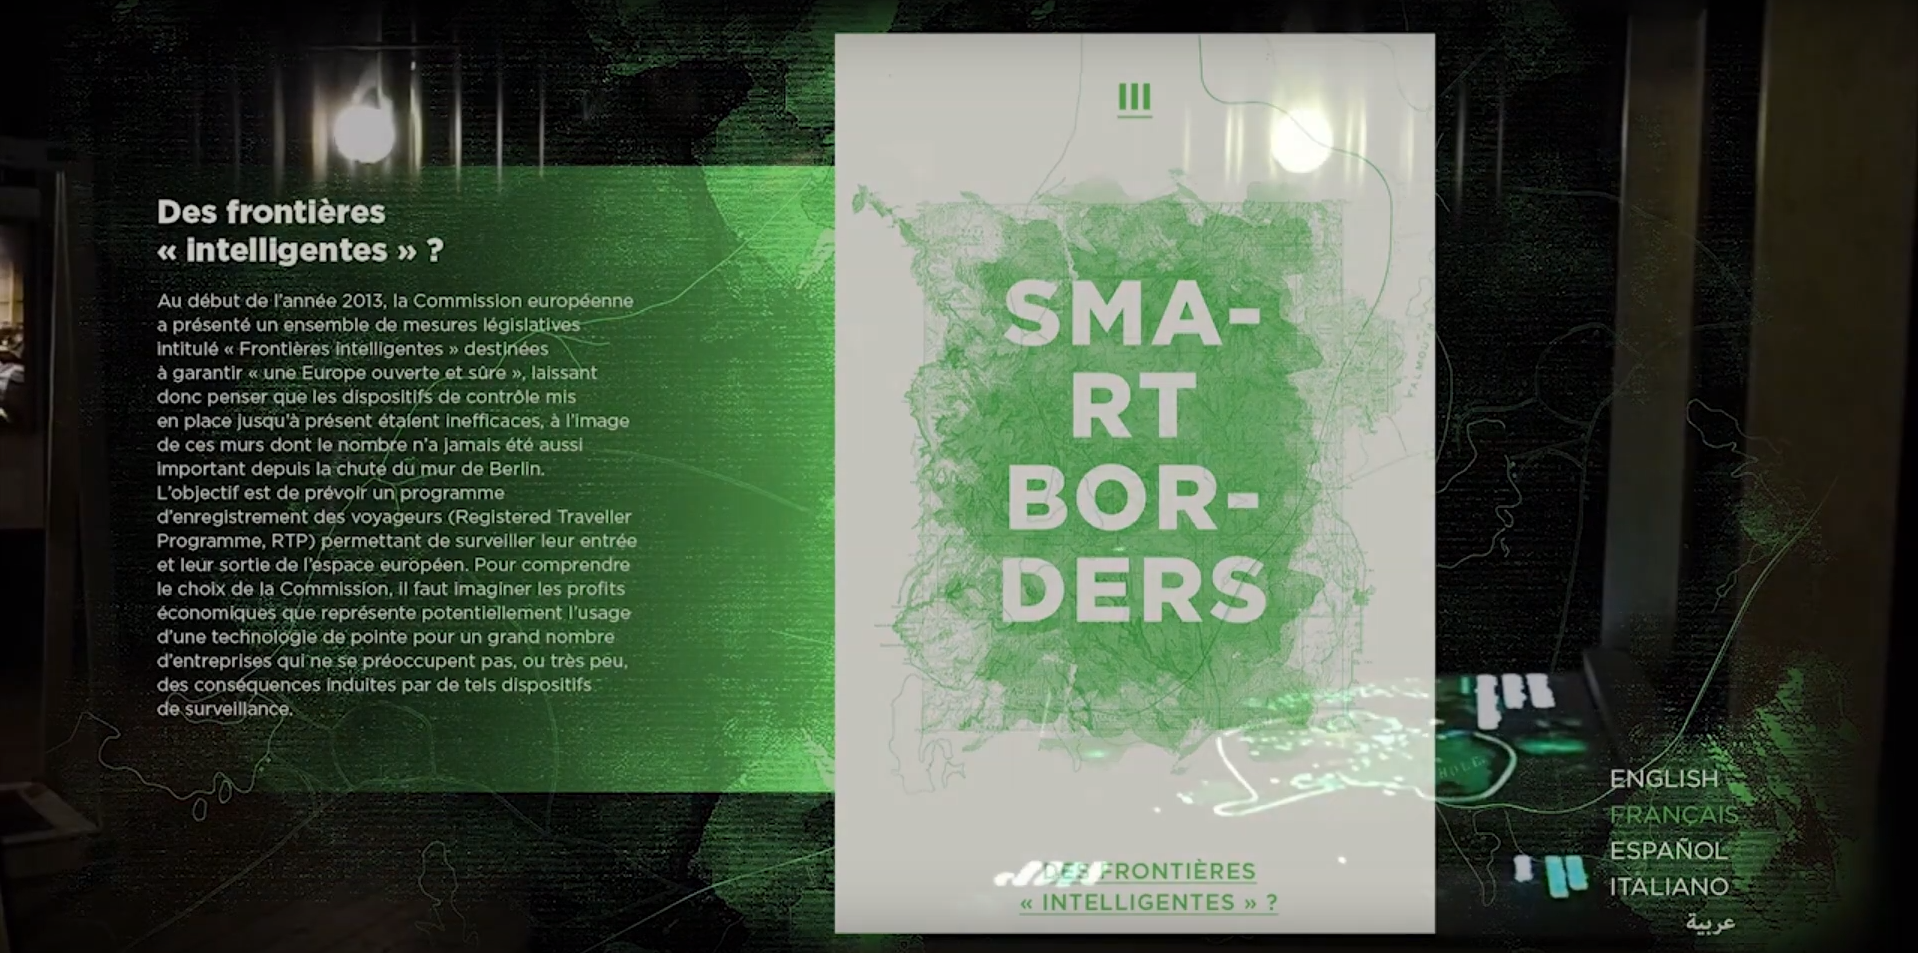 Des frontières
« intelligentes » ?
Au début de l'année 2013, la Commission européenne
a présenté un ensemble de mesures législatives
intitulé « Frontières intelligentes » destinées
à garantir « une Europe ouverte et sûre », laissant
donc penser que les dispositifs de contrôle mis
en place jusqu'à présent étaient inefficaces, à l'image
de ces murs dont le nombre n'a jamais été aussi
important depuis la chute du mur de Berlin.
L'objectif est de prévoir un programme
d'enregistrement des voyageurs (Registered Traveller
Programme, RTP) permettant de surveiller leur entrée
et leur sortie de l'espace européen. Pour comprendre
le choix de la Commission, il faut imaginer les profits
économiques que représente potentiellement l'usage
d'une technologie de pointe pour un grand nombre
d'entreprises qui ne se préoccupent pas, ou très peu,
des conséquences induites par de tels dispositifs
de surveillance.
III
SMA-
RT
BOR-
DERS
DES FRONTIÈRES
« INTELLIGENTES » ?
ENGLISH
FRANÇAIS
ESPAÑOL
ITALIANO
عربية